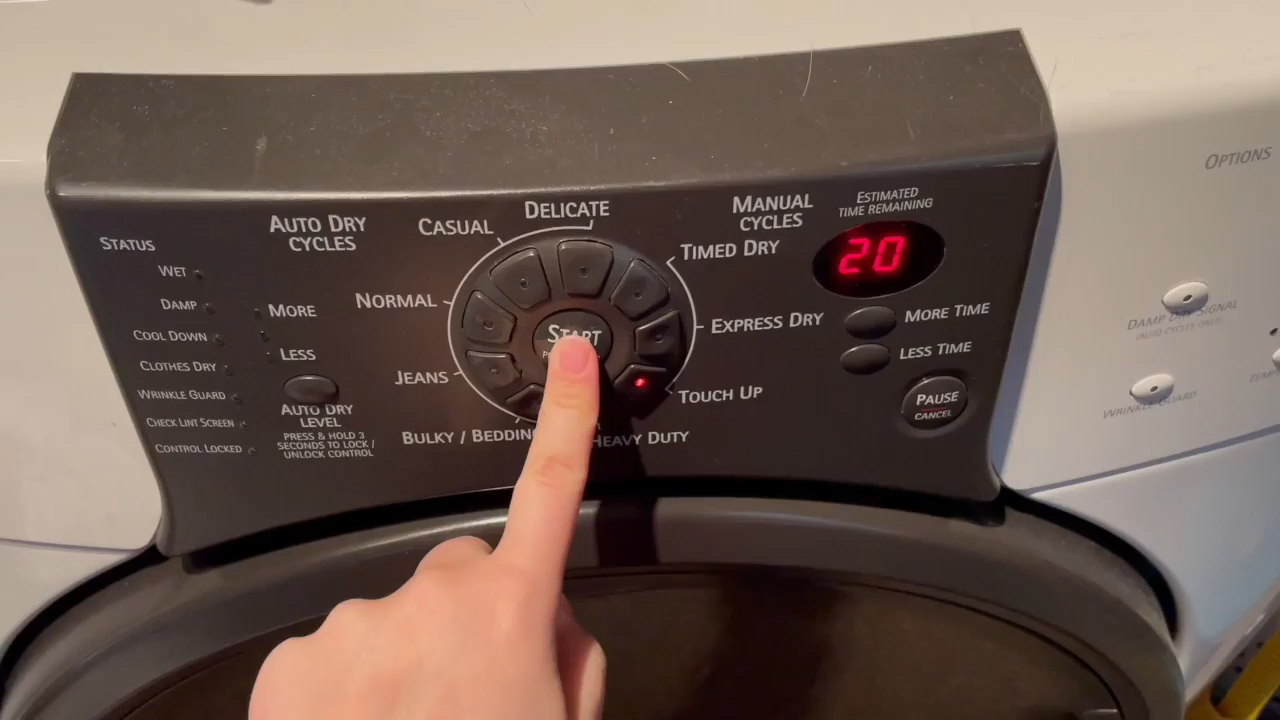 STATUS
WET
DAMP
COOL DOWN
CLOTHES DRY
WRINKLE GUARD
CHECK LINT SCREEN
CONTROL LOCKED
AUTO DRY
CYCLES
MORE
LESS
AUTO DRY
LEVEL
PRESS & HOLD 3
SECONDS TO LOCK /
UNLOCK CONTROL
CASUAL
DELICATE
NORMAL
JEANS
BULKY / BEDDING
HEAVY DUTY
START
MANUAL
CYCLES
TIMED DRY
EXPRESS DRY
TOUCH UP
ESTIMATED
TIME REMAINING
20
MORE TIME
LESS TIME
PAUSE
CANCEL
OPTIONS
DAMP DRY SIGNAL
(AUTO CYCLES ONLY)
WRINKLE GUARD